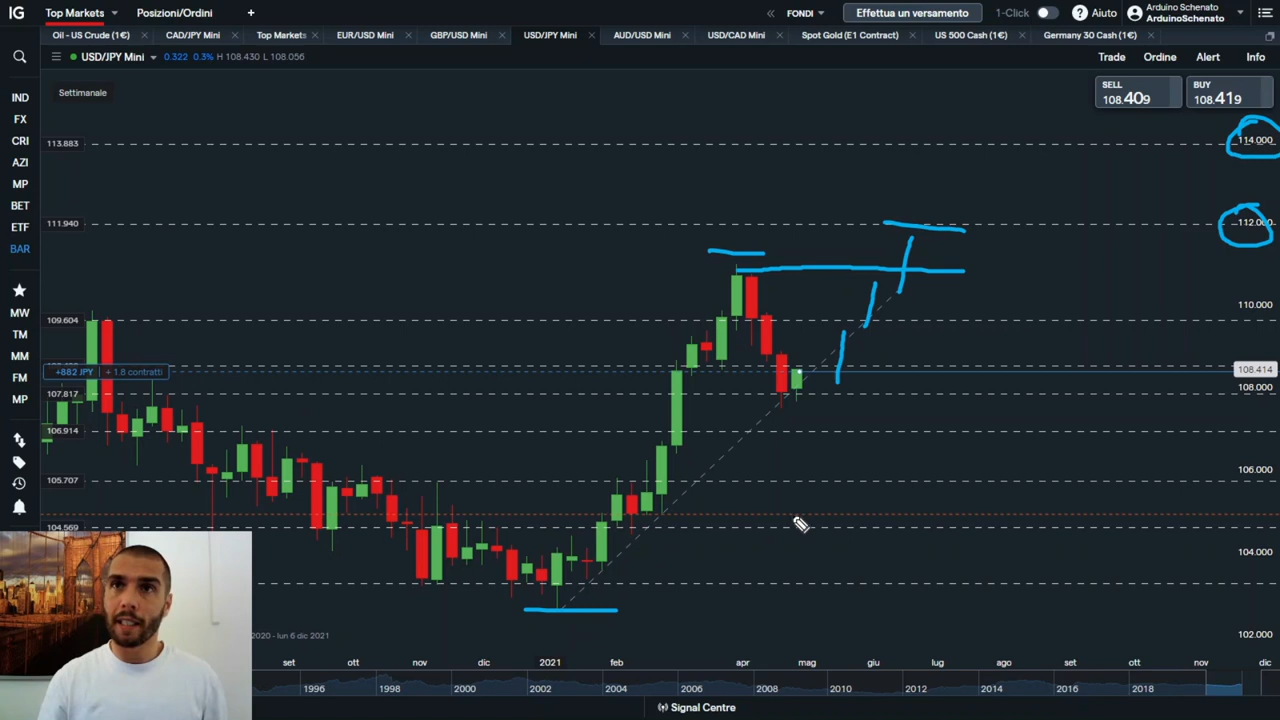 IG Top Markets Posizioni/Ordini + « FONDI Effettua un versamento 1-Click ? Aiuto Arduino Schenato
ArduinoSchenato
Oil - US Crude (1€) CAD/JPY Mini Top Markets EUR/USD Mini GBP/USD Mini USD/JPY Mini AUD/USD Mini USD/CAD Mini Spot Gold (E1 Contract) US 500 Cash (1€) Germany 30 Cash (1€)
USD/JPY Mini 0.322 0.3% H 108.430 L 108.056 Trade Ordine Alert Info
Settimanale
SELL
108.409
BUY
108.419
IND
FX
CRI
AZI
MP
BET
ETF
BAR
MW
TM
MM
FM
MP
113.883
111.940
109.604
+882 JPY + 1.8 contratti
107.817
106.914
105.707
104.569
114.000
112.000
110.000
108.414
108.000
106.000
104.000
102.000
2020 - lun 6 dic 2021
set ott nov dic 2021 feb apr mag giu lug ago set ott nov dic
1996 1998 2000 2002 2004 2006 2008 2010 2012 2014 2016 2018
Signal Centre